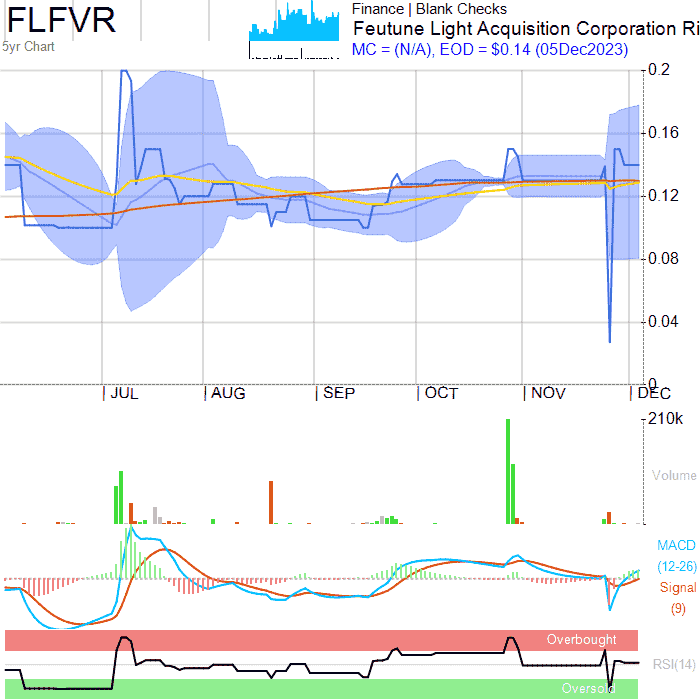 FLFVR
5yr Chart
Finance | Blank Checks
Feutune Light Acquisition Corporation Ri
MC = (N/A), EOD = $0.14 (05Dec2023)
0.2
0.16
0.12
0.08
0.04
0
JUL AUG SEP OCT NOV DEC
210k
Volume
MACD
(12-26)
Signal
(9)
Overbought
RSI(14)
Oversold